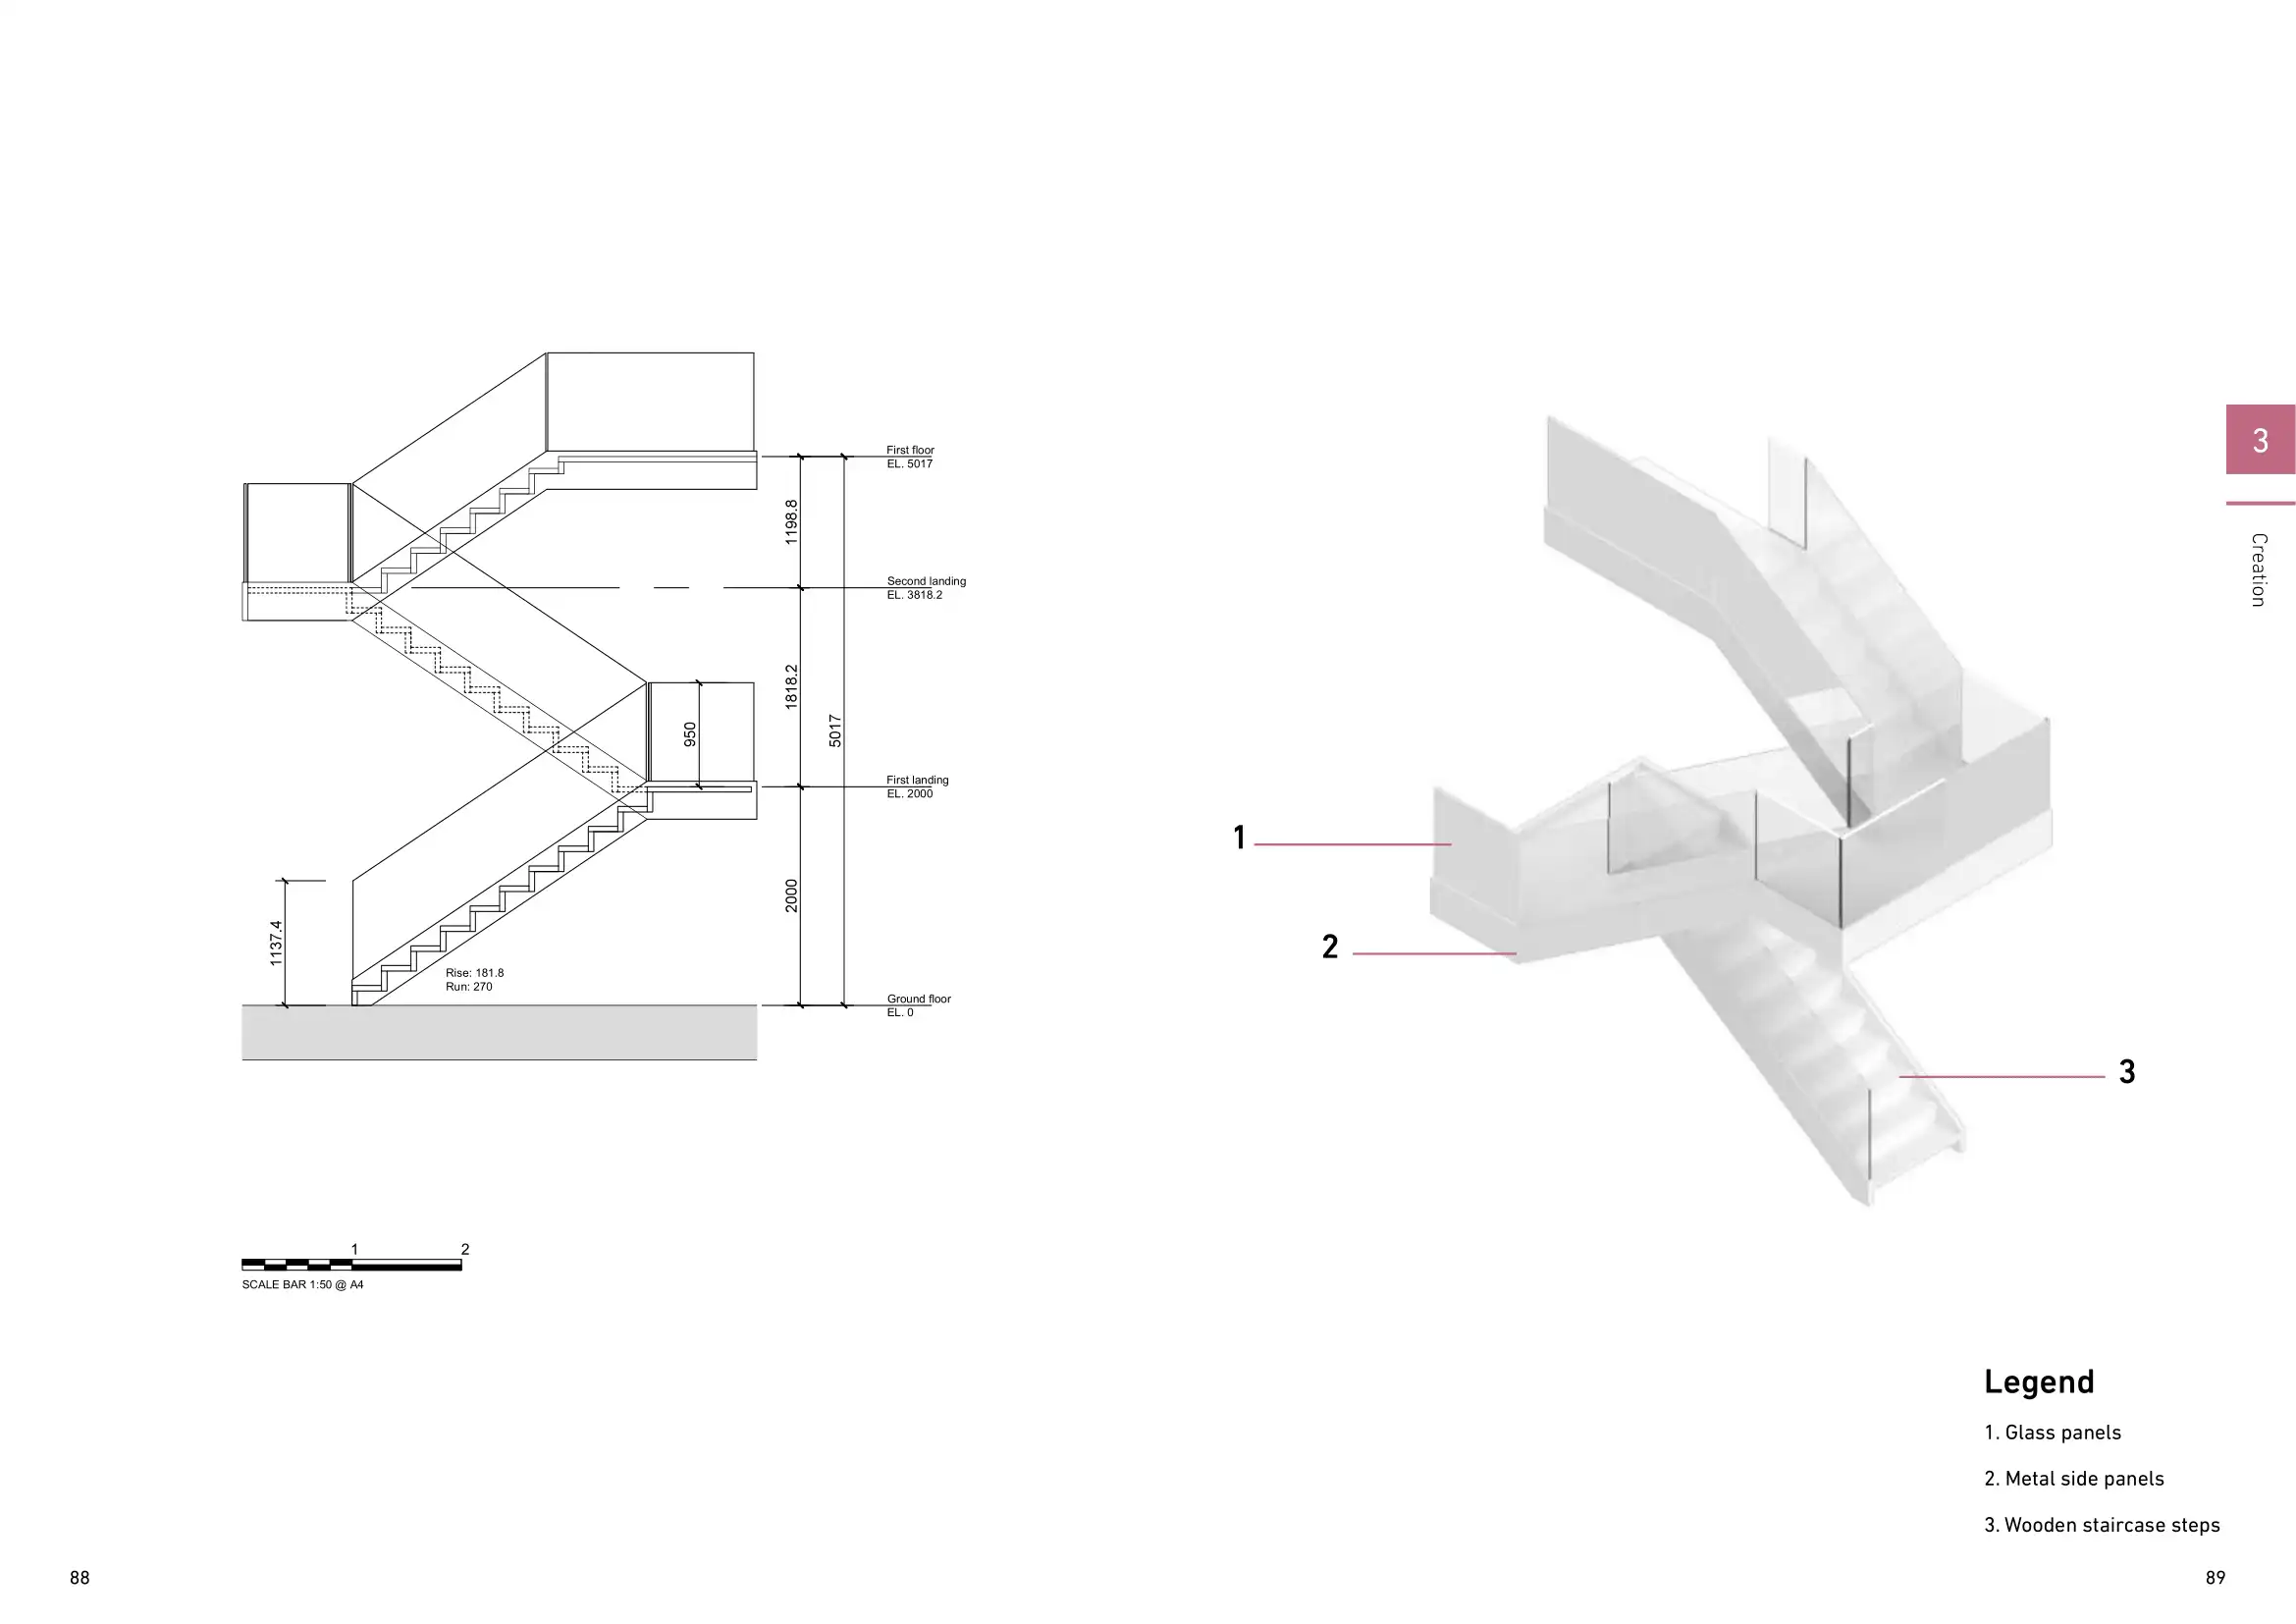 First floor
EL. 5017
1198.8
Second landing
EL. 3818.2
1818.2
5017
950
First landing
EL. 2000
2000
1137.4
Rise: 181.8
Run: 270
Ground floor
EL. 0
1 2
SCALE BAR 1:50 @ A4
88
3
Creation
1
2
3
Legend
1. Glass panels
2. Metal side panels
3. Wooden staircase steps
89